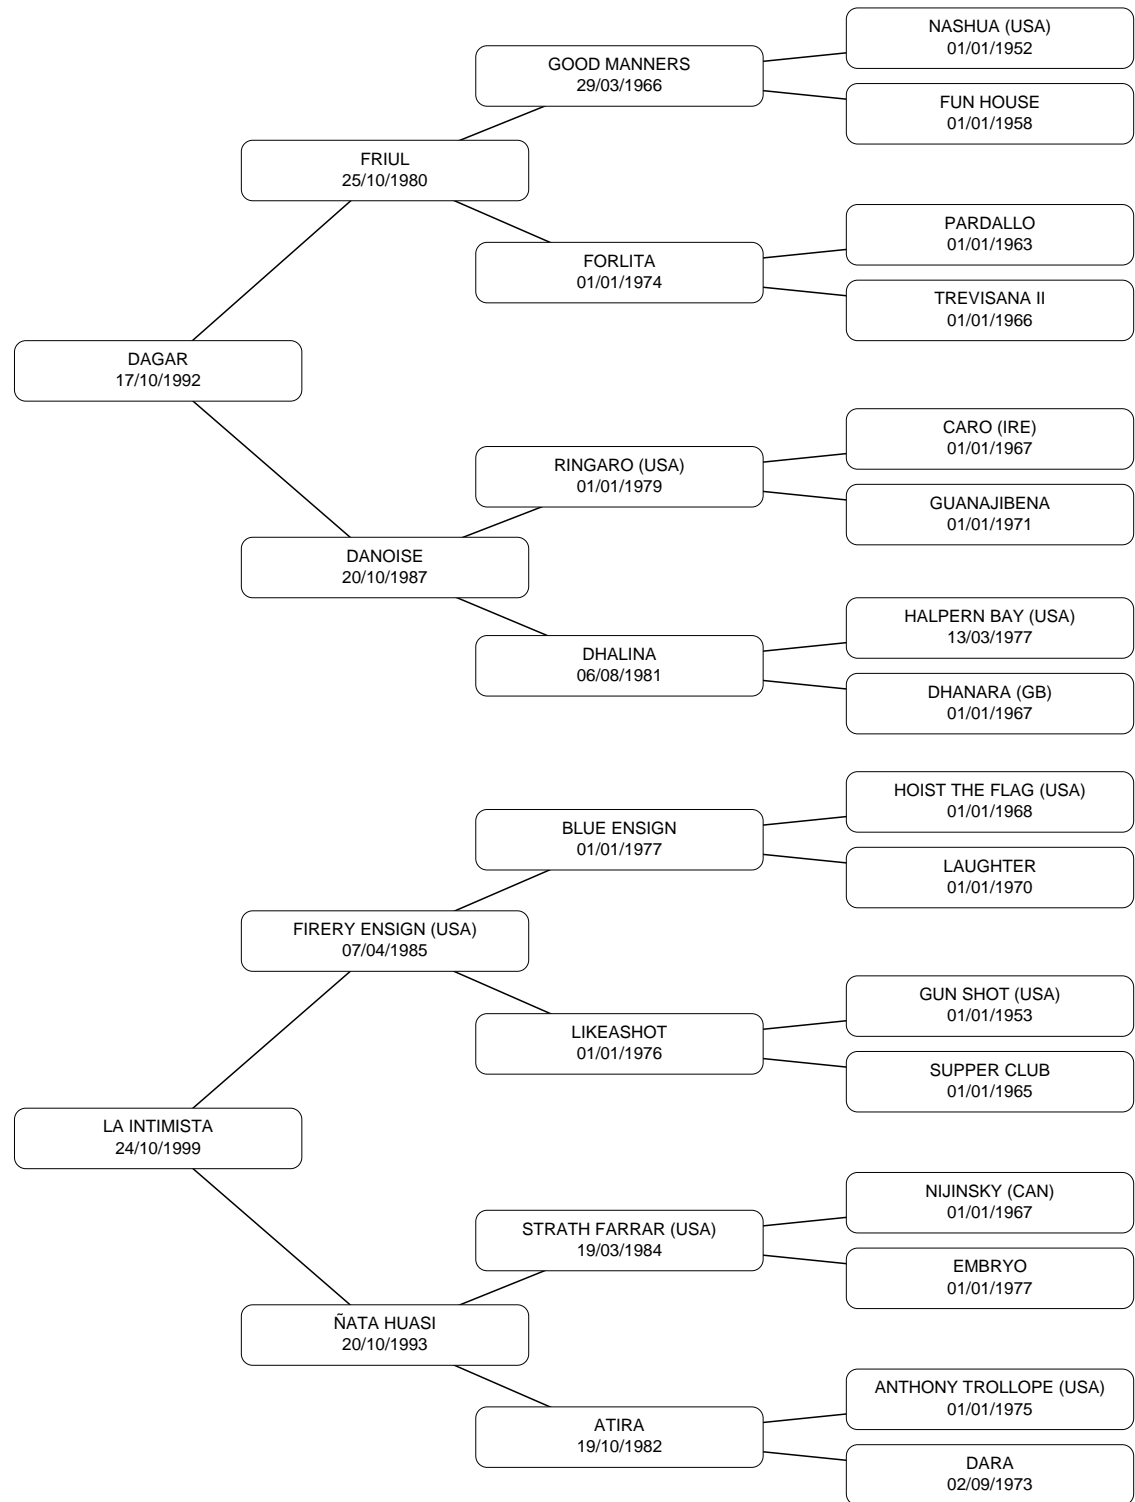 NASHUA (USA)
01/01/1952
GOOD MANNERS
29/03/1966
FUN HOUSE
01/01/1958
FRIUL
25/10/1980
PARDALLO
01/01/1963
FORLITA
01/01/1974
TREVISANA II
01/01/1966
DAGAR
17/10/1992
CARO (IRE)
01/01/1967
RINGARO (USA)
01/01/1979
GUANAJIBENA
01/01/1971
DANOISE
20/10/1987
HALPERN BAY (USA)
13/03/1977
DHALINA
06/08/1981
DHANARA (GB)
01/01/1967
HOIST THE FLAG (USA)
01/01/1968
BLUE ENSIGN
01/01/1977
LAUGHTER
01/01/1970
FIRERY ENSIGN (USA)
07/04/1985
GUN SHOT (USA)
01/01/1953
LIKEASHOT
01/01/1976
SUPPER CLUB
01/01/1965
LA INTIMISTA
24/10/1999
NIJINSKY (CAN)
01/01/1967
STRATH FARRAR (USA)
19/03/1984
EMBRYO
01/01/1977
ÑATA HUASI
20/10/1993
ANTHONY TROLLOPE (USA)
01/01/1975
ATIRA
19/10/1982
DARA
02/09/1973